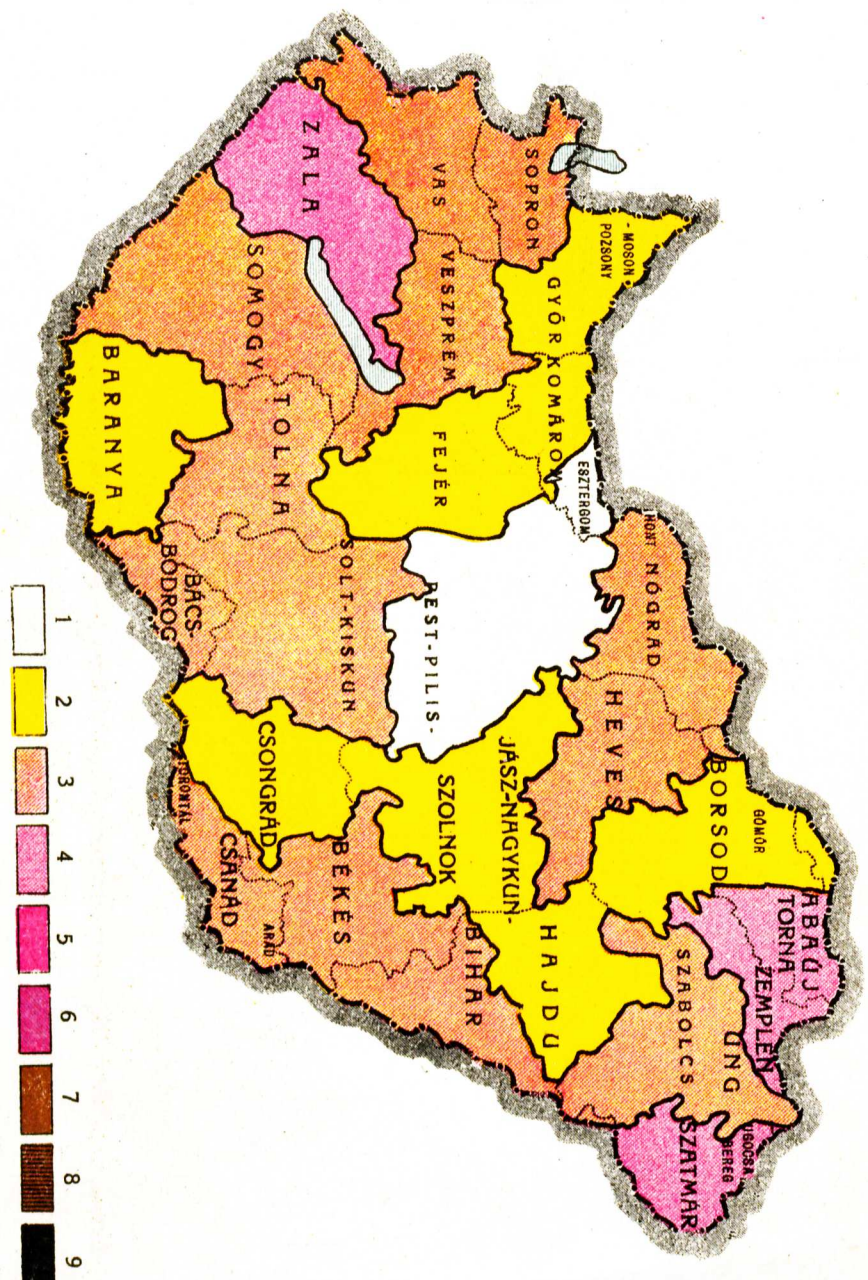 - MOSON
POZSONY
SOPRON
VAS
ZALA
GYŐR
KOMÁROM
ESZTERGOM
VESZPRÉM
FEJÉR
SOMOGY
TOLNA
BARANYA
HONT
NÓGRÁD
HEVES
BORSOD
GÖMÖR
ABAÚJ
TORNA
ZEMPLÉN
UNG
SZABOLCS
UGOCSA
BEREG
SZATMÁR
PEST-PILIS-
SOLT-KISKUN
JÁSZ-NAGYKUN-
SZOLNOK
HAJDU
BIHAR
BÉKÉS
CSONGRÁD
CSANÁD
ARAD
TORONTÁL
BÁCS-
BODROG
1
2
3
4
5
6
7
8
9